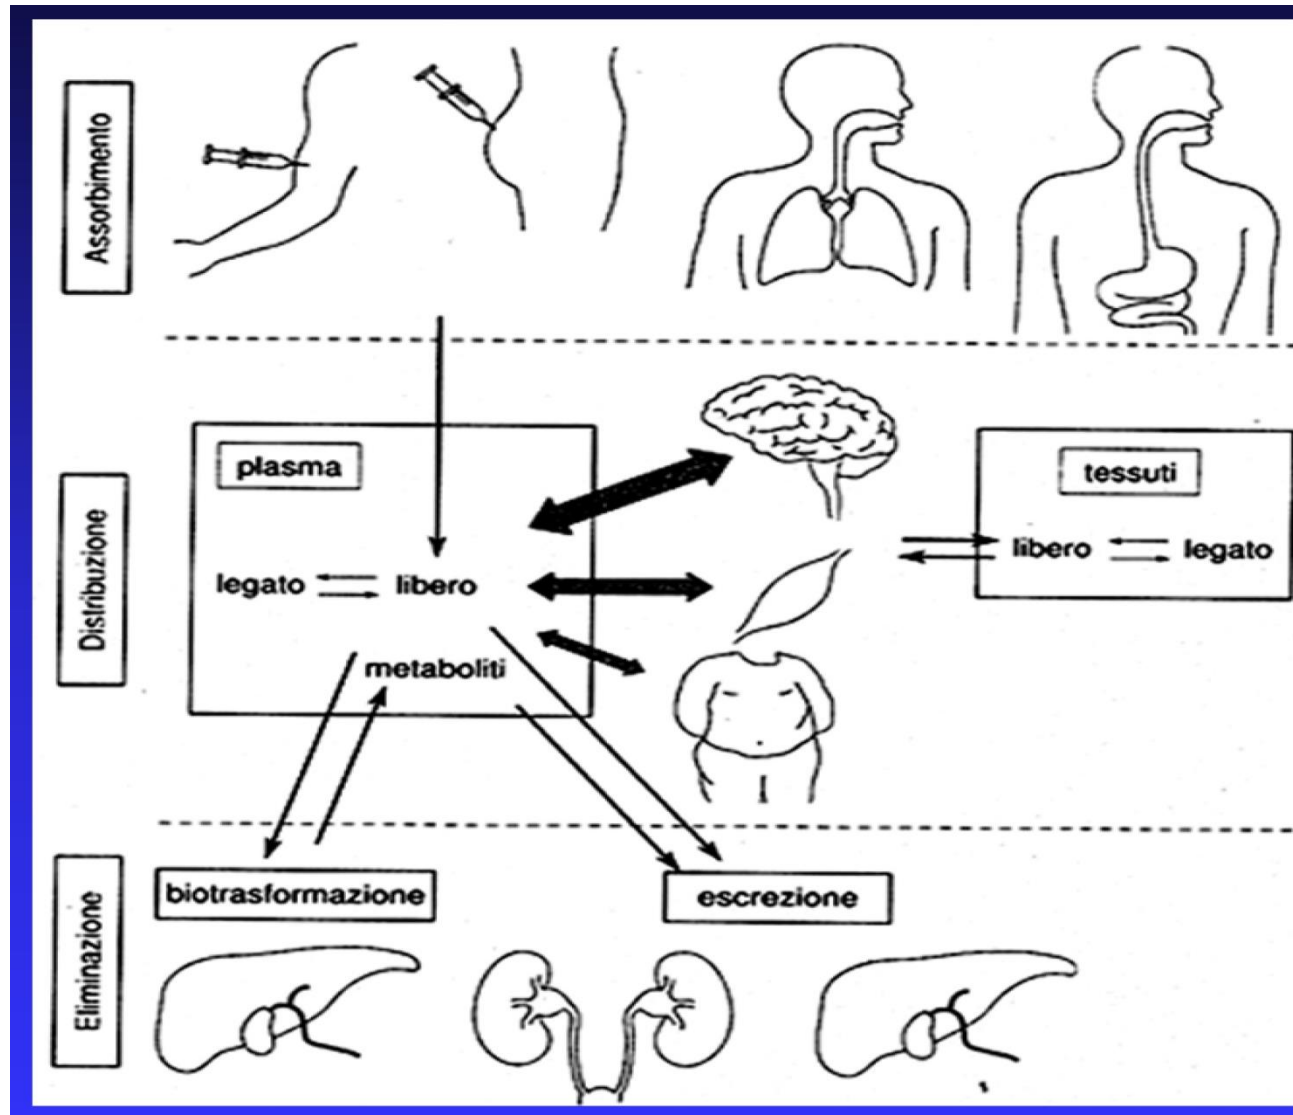 Assorbimento
Distribuzione
plasma
legato libero
metaboliti
tessuti
libero legato
Eliminazione
biotrasformazione
escrezione